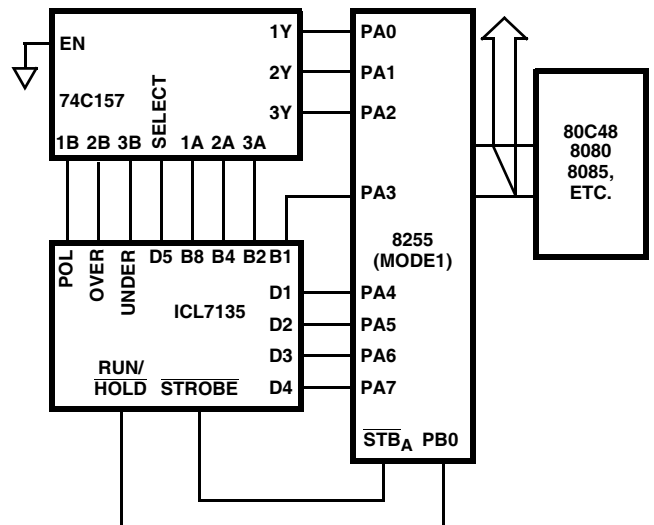 EN
1Y
2Y
3Y
74C157
SELECT
1B 2B 3B
1A 2A 3A
PA0
PA1
PA2
PA3
8255
(MODE1)
PA4
PA5
PA6
PA7
STBA PB0
80C48
8080
8085,
ETC.
POL
OVER
UNDER
D5 B8 B4 B2 B1
ICL7135
D1
D2
D3
D4
RUN/
HOLD STROBE